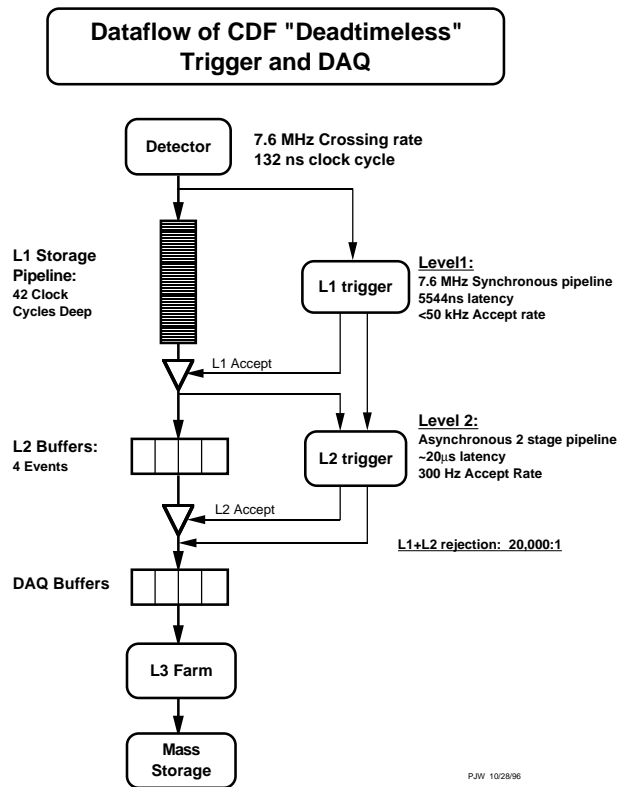 Dataflow of CDF "Deadtimeless"
Trigger and DAQ
Detector
7.6 MHz Crossing rate
132 ns clock cycle
L1 Storage
Pipeline:
42 Clock
Cycles Deep
L1 trigger
Level1:
7.6 MHz Synchronous pipeline
5544ns latency
<50 kHz Accept rate
L1 Accept
L2 Buffers:
4 Events
L2 trigger
Level 2:
Asynchronous 2 stage pipeline
~20μs latency
300 Hz Accept Rate
L2 Accept
L1+L2 rejection: 20,000:1
DAQ Buffers
L3 Farm
Mass
Storage
PJW 10/28/96